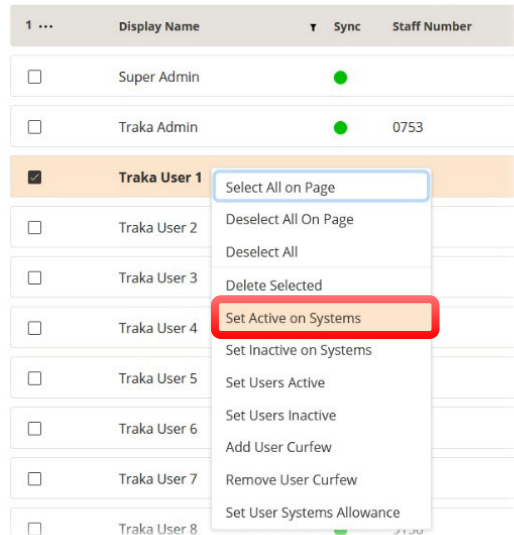 1 ··· Display Name Sync Staff Number
Super Admin
Traka Admin 0753
Traka User 1
Select All on Page
Deselect All On Page
Traka User 2
Deselect All
Traka User 3
Delete Selected
Set Active on Systems
Traka User 4
Set Inactive on Systems
Traka User 5
Set Users Active
Set Users Inactive
Traka User 6
Add User Curfew
Traka User 7
Remove User Curfew
Set User Systems Allowance
Traka User 8